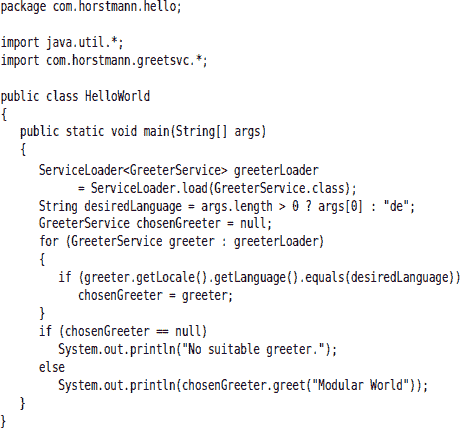 package com.horstmann.hello;
import java.util.*;
import com.horstmann.greetsvc.*;
public class HelloWorld
{
public static void main(String[] args)
{
ServiceLoader<GreeterService> greeterLoader
= ServiceLoader.load(GreeterService.class);
String desiredLanguage = args.length > 0 ? args[0] : "de";
GreeterService chosenGreeter = null;
for (GreeterService greeter : greeterLoader)
{
if (greeter.getLocale().getLanguage().equals(desiredLanguage))
chosenGreeter = greeter;
}
if (chosenGreeter == null)
System.out.println("No suitable greeter.");
else
System.out.println(chosenGreeter.greet("Modular World"));
}
}